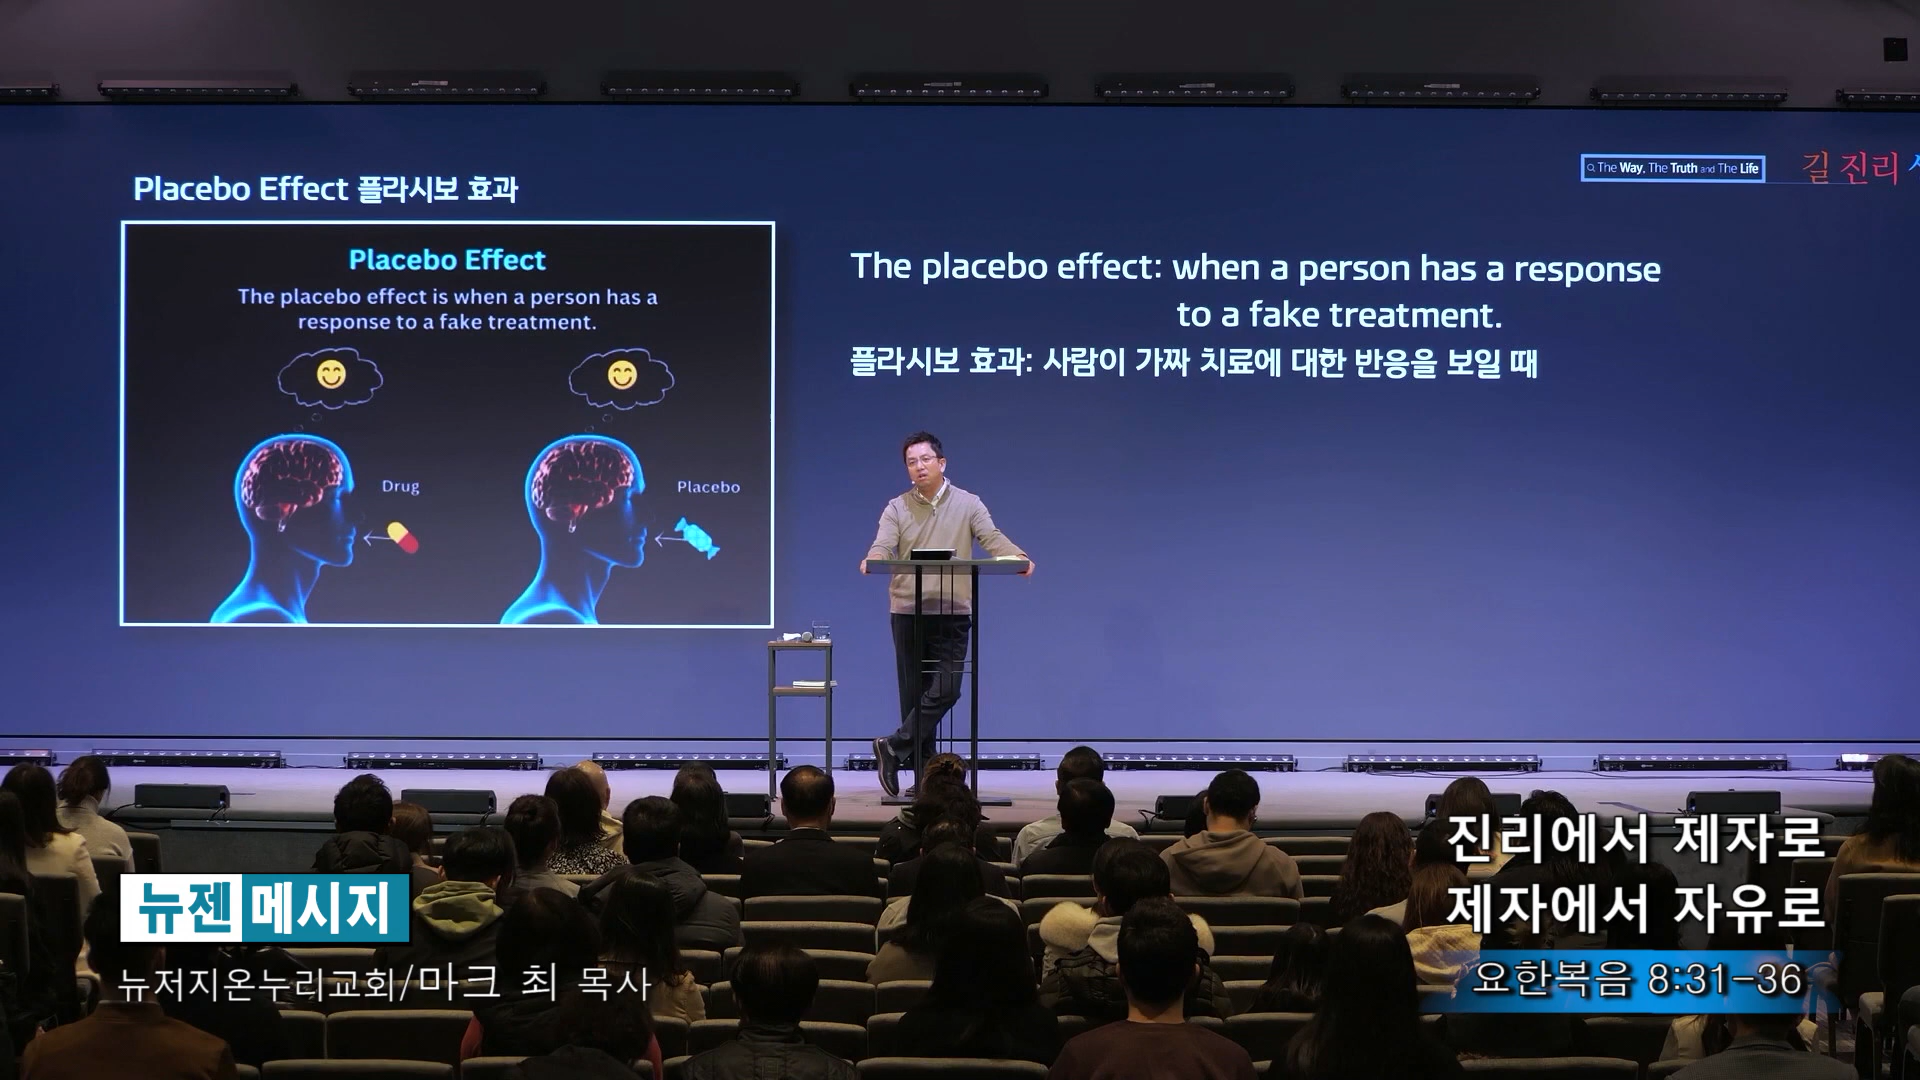 The Way, The Truth and The Life
길 진리
Placebo Effect 플라시보 효과
Placebo Effect
The placebo effect is when a person has a
response to a fake treatment.
Drug
Placebo
The placebo effect: when a person has a response
to a fake treatment.
플라시보 효과: 사람이 가짜 치료에 대한 반응을 보일 때
뉴젠 메시지
뉴저지온누리교회/마크 최 목사
진리에서 제자로
제자에서 자유로
요한복음 8:31-36